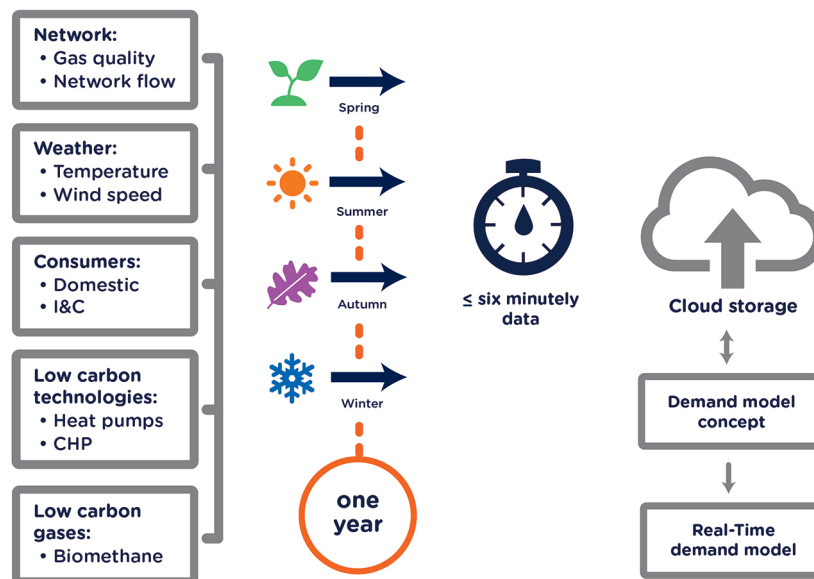 Network:
• Gas quality
• Network flow
Weather:
• Temperature
• Wind speed
Consumers:
• Domestic
• I&C
Low carbon
technologies:
• Heat pumps
• CHP
Low carbon
gases:
• Biomethane
Spring
Summer
Autumn
Winter
one
year
≤ six minutely
data
Cloud storage
Demand model
concept
Real-Time
demand model